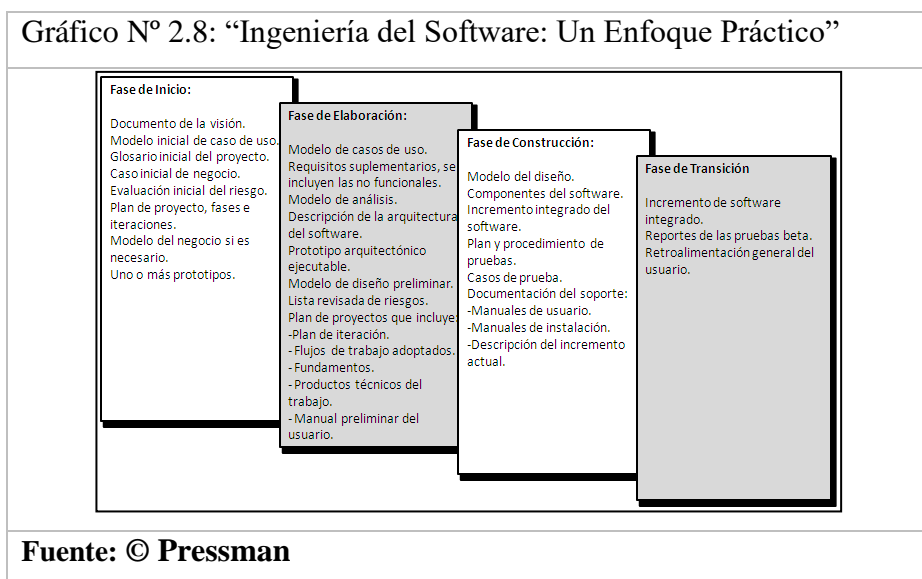 Gráfico Nº 2.8: “Ingeniería del Software: Un Enfoque Práctico”
Fase de Inicio:
Documento de la visión.
Modelo inicial de caso de uso.
Glosario inicial del proyecto.
Caso inicial de negocio.
Evaluación inicial del riesgo.
Plan de proyecto, fases e
iteraciones.
Modelo del negocio si es
necesario.
Uno o más prototipos.
Fase de Elaboración:
Modelo de casos de uso.
Requisitos suplementarios, se
incluyen las no funcionales.
Modelo de análisis.
Descripción de la arquitectura
del software.
Prototipo arquitectónico
ejecutable.
Modelo de diseño preliminar.
Lista revisada de riesgos.
Plan de proyectos que incluye:
-Plan de iteración.
- Flujos de trabajo adoptados.
- Fundamentos.
- Productos técnicos del
trabajo.
- Manual preliminar del
usuario.
Fase de Construcción:
Modelo del diseño.
Componentes del software.
Incremento integrado del
software.
Plan y procedimiento de
pruebas.
Casos de prueba.
Documentación del soporte:
-Manuales de usuario.
-Manuales de instalación.
-Descripción del incremento
actual.
Fase de Transición
Incremento de software
integrado.
Reportes de las pruebas beta.
Retroalimentación general del
usuario.
Fuente: © Pressman